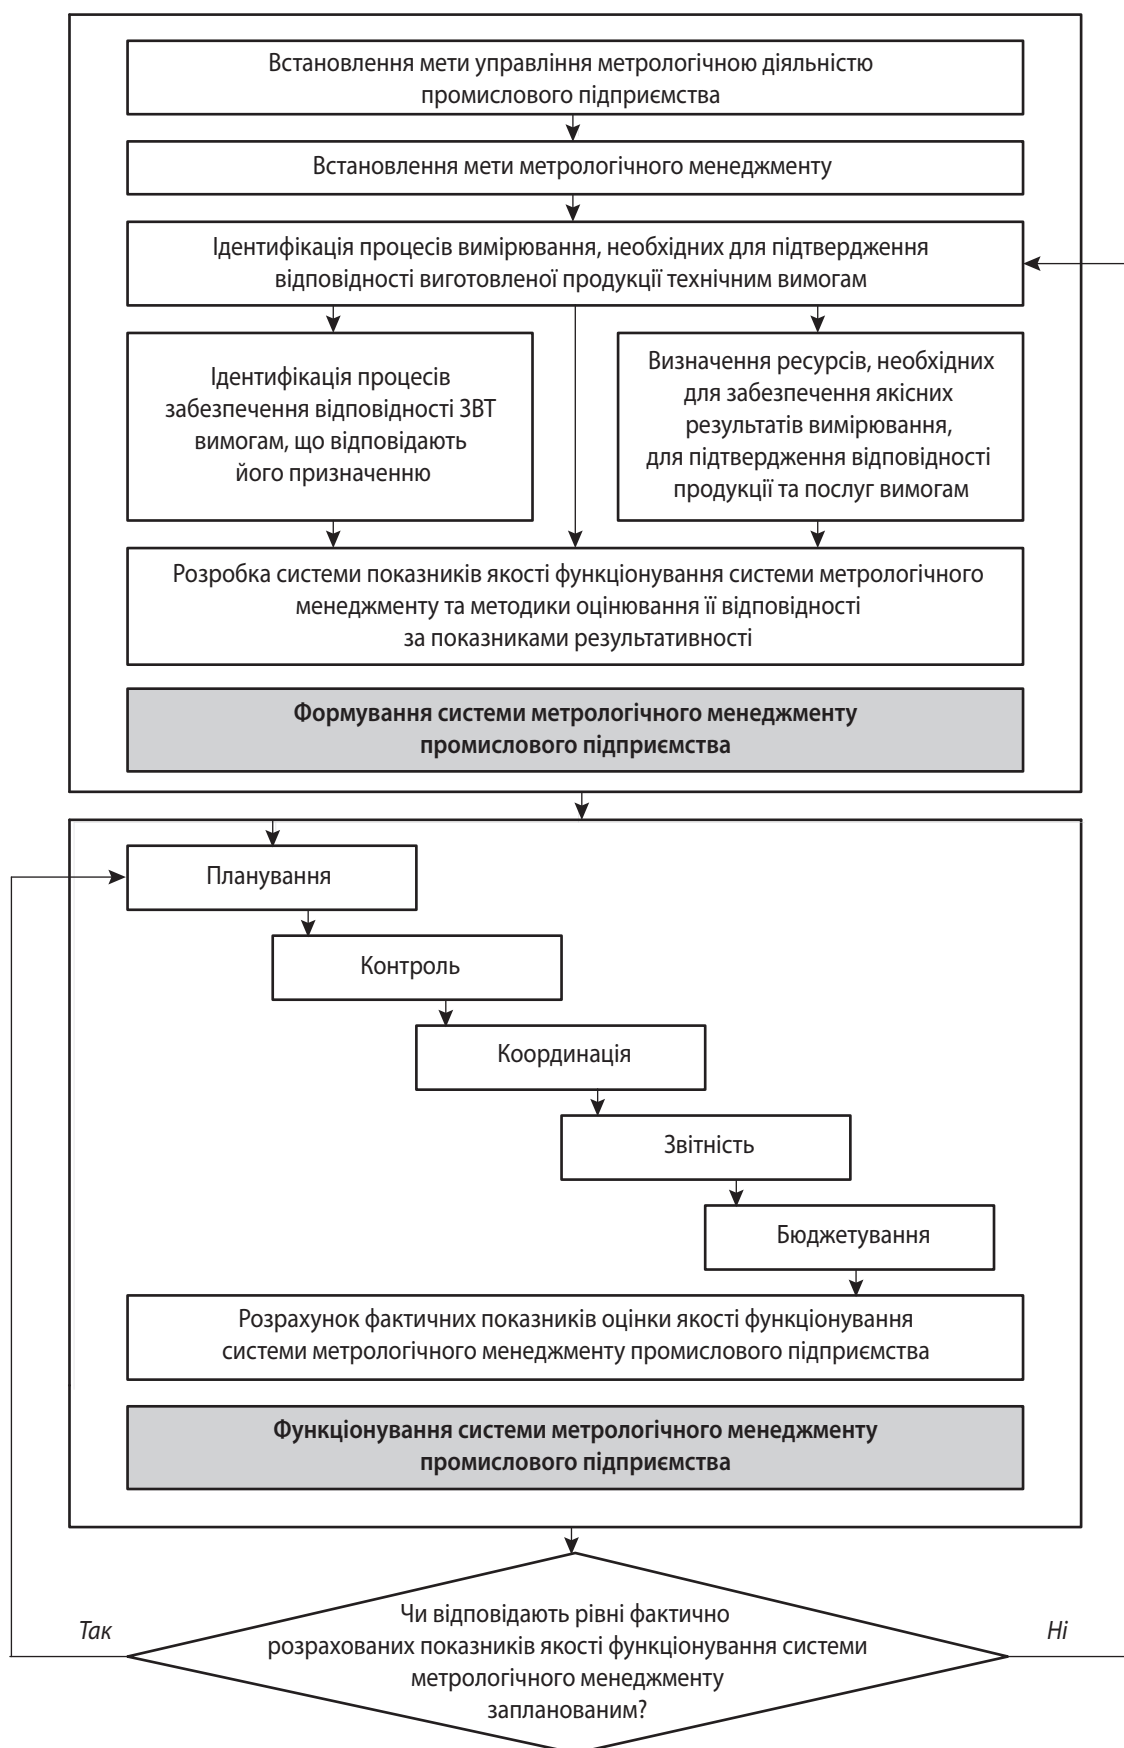 Встановлення мети управління метрологічною діяльністю
промислового підприємства
Встановлення мети метрологічного менеджменту
Ідентифікація процесів вимірювання, необхідних для підтвердження
відповідності виготовленої продукції технічним вимогам
Ідентифікація процесів
забезпечення відповідності ЗВТ
вимогам, що відповідають
його призначенню
Визначення ресурсів, необхідних
для забезпечення якісних
результатів вимірювання,
для підтвердження відповідності
продукції та послуг вимогам
Розробка системи показників якості функціонування системи метрологічного
менеджменту та методики оцінювання її відповідності
за показниками результативності
Формування системи метрологічного менеджменту
промислового підприємства
Планування
Контроль
Координація
Звітність
Бюджетування
Розрахунок фактичних показників оцінки якості функціонування
системи метрологічного менеджменту промислового підприємства
Функціонування системи метрологічного менеджменту
промислового підприємства
Так
Чи відповідають рівні фактично
розрахованих показників якості функціонування системи
метрологічного менеджменту
запланованим?
Ні